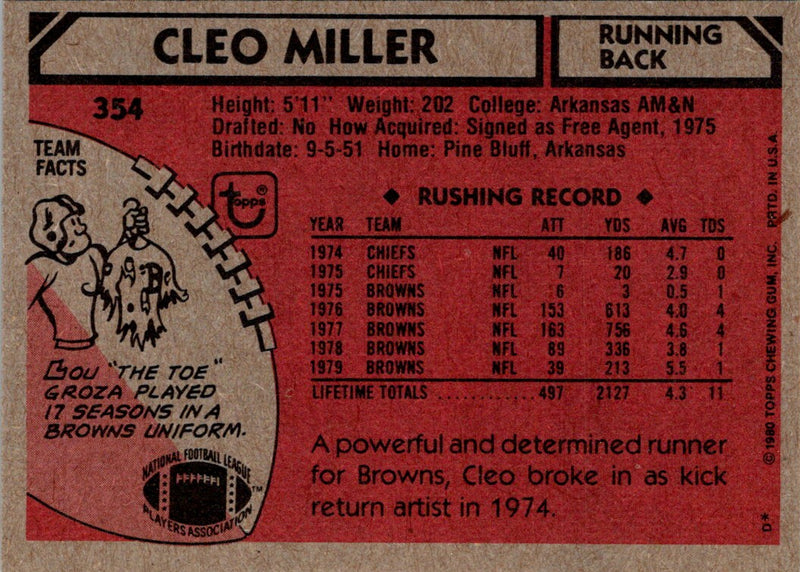 CLEO MILLER
RUNNING
BACK
354
Height: 5'11" Weight: 202 College: Arkansas AM&N
Drafted: No How Acquired: Signed as Free Agent, 1975
Birthdate: 9-5-51 Home: Pine Bluff, Arkansas
TEAM
FACTS
topps®
◆ RUSHING RECORD ◆
YEAR TEAM ATT YDS AVG TDS
1974 CHIEFS NFL 40 186 4.7 0
1975 CHIEFS NFL 7 20 2.9 0
1975 BROWNS NFL 6 3 0.5 1
1976 BROWNS NFL 153 613 4.0 4
1977 BROWNS NFL 163 756 4.6 4
1978 BROWNS NFL 89 336 3.8 1
1979 BROWNS NFL 39 213 5.5 1
LIFETIME TOTALS ............ 497 2127 4.3 11
LOU "THE TOE"
GROZA PLAYED
17 SEASONS IN A
BROWNS UNIFORM.
NATIONAL FOOTBALL LEAGUE
PLAYERS ASSOCIATION
™
A powerful and determined runner
for Browns, Cleo broke in as kick
return artist in 1974.
© 1980 TOPPS CHEWING GUM, INC. PRTD. IN U.S.A.
D*